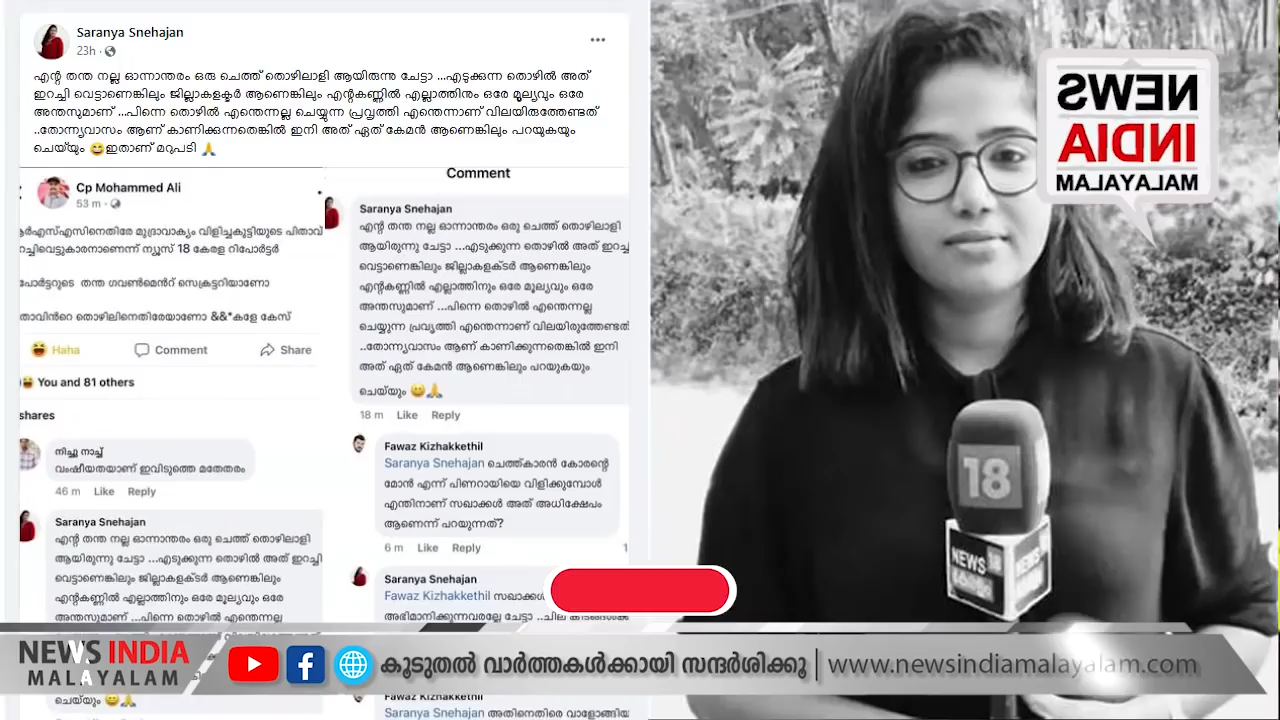 Saranya Snehajan
23h
എന്റ തന്ത നല്ല ഓന്നാന്തരം ഒരു ചെത്ത് തൊഴിലാളി ആയിരുന്നു ചേട്ടാ ...എടുക്കുന്ന തൊഴിൽ അത്
ഇറച്ചി വെട്ടാണെങ്കിലും ജില്ലാകളക്ടർ ആണെങ്കിലും എന്റകണ്ണിൽ എല്ലാത്തിനും ഒരേ മൂല്യവും ഒരേ
അന്തസുമാണ് ...പിന്നെ തൊഴിൽ എന്തെന്നല്ല ചെയ്യുന്ന പ്രവൃത്തി എന്തെന്നാണ് വിലയിരുത്തേണ്ടത്
..തോന്ന്യവാസം ആണ് കാണിക്കുന്നതെങ്കിൽ ഇനി അത് ഏത് കേമൻ ആണെങ്കിലും പറയുകയും
ചെയ്യും 😄ഇതാണ് മറുപടി 🙏
Cp Mohammed Ali
53 m
ആർഎസ്എസിനെതിരേ മുദ്രാവാക്യം വിളിച്ചകുട്ടിയുടെ പിതാവ്
റച്ചിവെട്ടുകാരനാണെന്ന് ന്യൂസ് 18 കേരള റിപോർട്ടർ
പോർട്ടറുടെ തന്ത ഗവൺമെൻറ് സെക്രട്ടറിയാണോ
താവിൻറെ തൊഴിലിനെതിരേയാണോ &&*കളേ കേസ്
Haha
Comment
Share
You and 81 others
shares
നിച്ചു നാച്ച്
വംഷീയതയാണ് ഇവിടുത്തെ മതേതരം
46 m Like Reply
Saranya Snehajan
എന്റ തന്ത നല്ല ഓന്നാന്തരം ഒരു ചെത്ത് തൊഴിലാളി
ആയിരുന്നു ചേട്ടാ ...എടുക്കുന്ന തൊഴിൽ അത് ഇറച്ചി
വെട്ടാണെങ്കിലും ജില്ലാകളക്ടർ ആണെങ്കിലും
എന്റകണ്ണിൽ എല്ലാത്തിനും ഒരേ മൂല്യവും ഒരേ
അന്തസുമാണ് ...പിന്നെ തൊഴിൽ എന്തെന്നല്ല
ചെയ്യും 😄🙏
Comment
Saranya Snehajan
എന്റ തന്ത നല്ല ഓന്നാന്തരം ഒരു ചെത്ത് തൊഴിലാളി
ആയിരുന്നു ചേട്ടാ ...എടുക്കുന്ന തൊഴിൽ അത് ഇറച്ച
വെട്ടാണെങ്കിലും ജില്ലാകളക്ടർ ആണെങ്കിലും
എന്റകണ്ണിൽ എല്ലാത്തിനും ഒരേ മൂല്യവും ഒരേ
അന്തസുമാണ് ...പിന്നെ തൊഴിൽ എന്തെന്നല്ല
ചെയ്യുന്ന പ്രവൃത്തി എന്തെന്നാണ് വിലയിരുത്തേണ്ടത്
..തോന്ന്യവാസം ആണ് കാണിക്കുന്നതെങ്കിൽ ഇനി
അത് ഏത് കേമൻ ആണെങ്കിലും പറയുകയും
ചെയ്യും 😄🙏
18 m Like Reply
Fawaz Kizhakkethil
Saranya Snehajan ചെത്ത്കാരൻ കോരന്റെ
മോൻ എന്ന് പിണറായിയെ വിളിക്കുമ്പോൾ
എന്തിനാണ് സഖാക്കൾ അത് അധിക്ഷേപം
ആണെന്ന് പറയുന്നത്?
6 m Like Reply
1
Saranya Snehajan
Fawaz Kizhakkethil സഖാക്കൾ
അഭിമാനിക്കുന്നവരല്ലേ ചേട്ടാ ..ചില
Fawaz Kizhakkethil
Saranya Snehajan അതിനെതിരെ വാളോങ്ങിയ
NEWS
INDIA
MALAYALAM
18
NEWS 18
NEWS INDIA
MALAYALAM
കൂടുതൽ വാർത്തകൾക്കായി സന്ദർശിക്കൂ | www.newsindiamalayalam.com